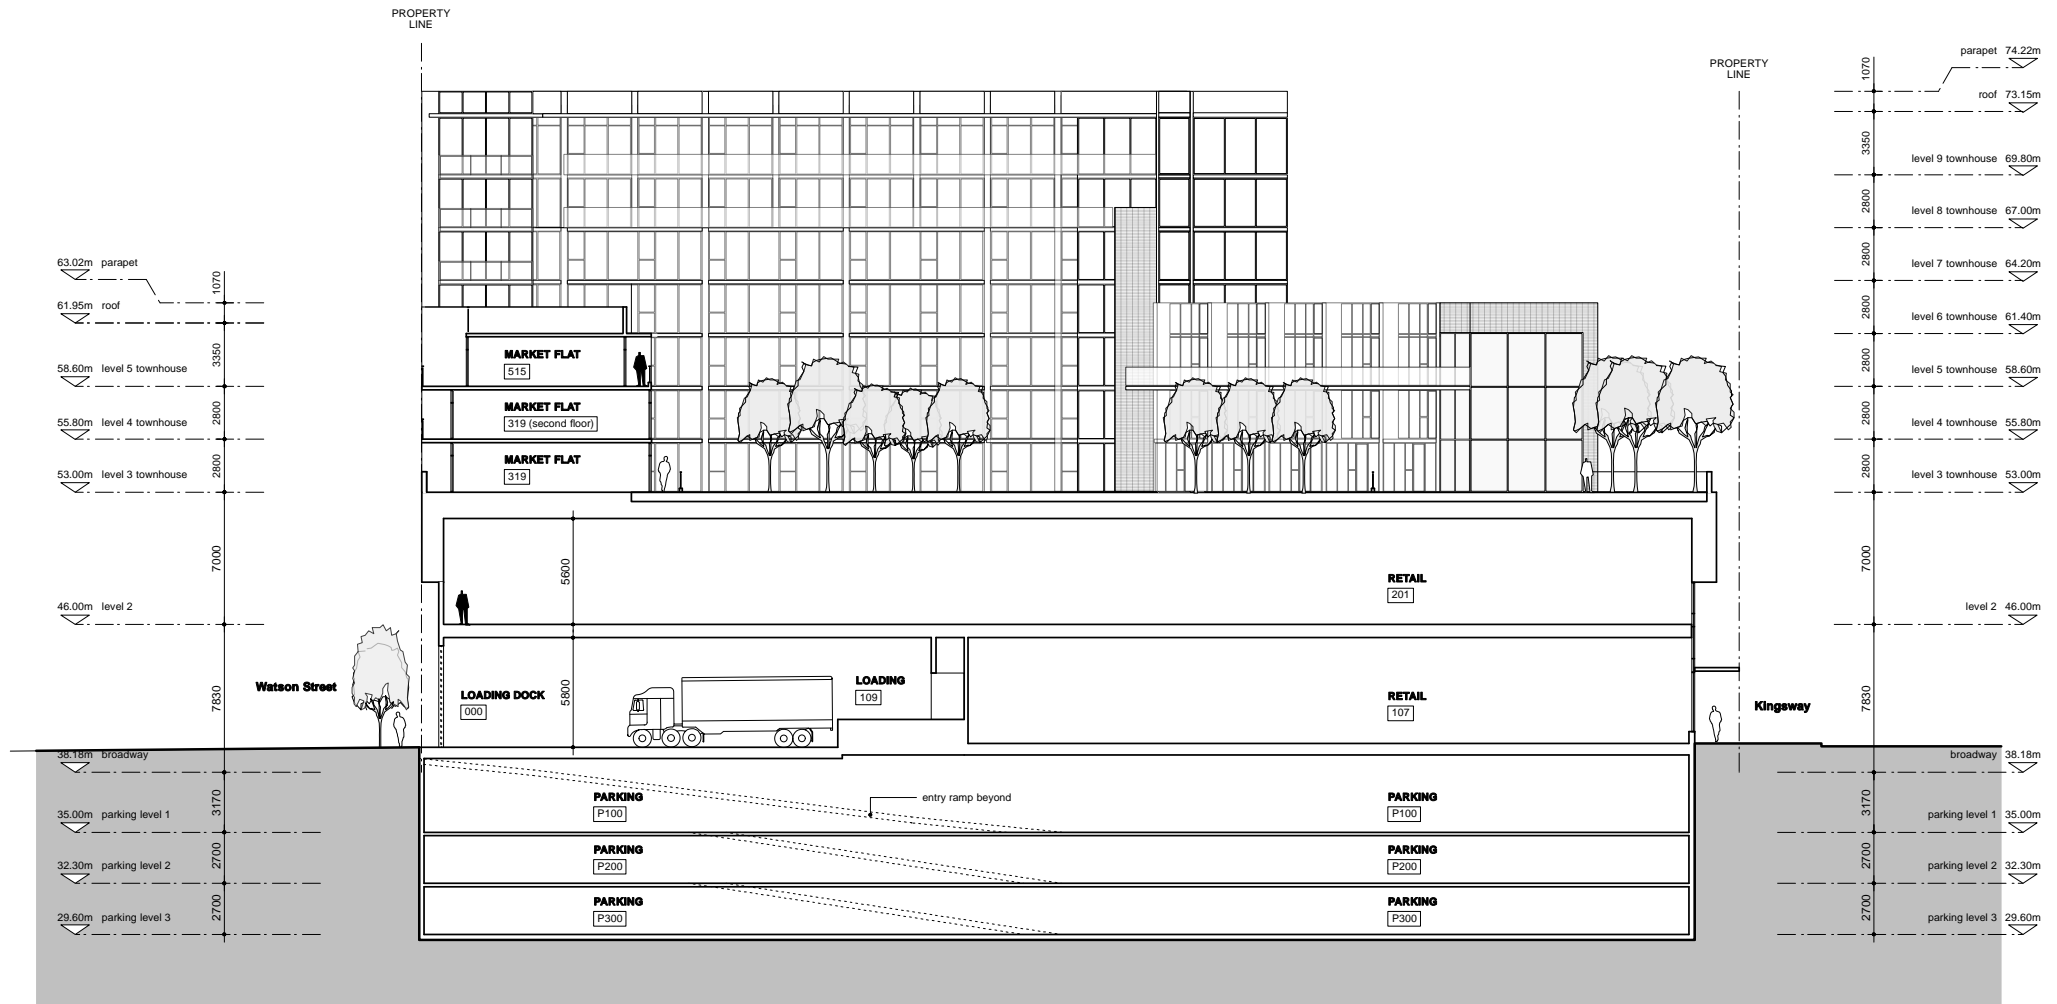 PROPERTY
LINE
parapet 74.22m
1070
PROPERTY
LINE
roof 73.15m
3350
level 9 townhouse 69.80m
2800
level 8 townhouse 67.00m
2800
level 7 townhouse 64.20m
63.02m parapet
1070
61.95m roof
2800
level 6 townhouse 61.40m
3350
MARKET FLAT
515
2800
58.60m level 5 townhouse
level 5 townhouse 58.60m
2800
MARKET FLAT
319 (second floor)
2800
55.80m level 4 townhouse
level 4 townhouse 55.80m
2800
MARKET FLAT
319
2800
53.00m level 3 townhouse
level 3 townhouse 53.00m
7000
5600
RETAIL
201
7000
46.00m level 2
level 2 46.00m
Watson Street
7830
LOADING DOCK
000
5800
LOADING
109
RETAIL
107
Kingsway
7830
38.18m broadway
broadway 38.18m
3170
PARKING
P100
entry ramp beyond
PARKING
P100
3170
35.00m parking level 1
parking level 1 35.00m
2700
PARKING
P200
PARKING
P200
2700
32.30m parking level 2
parking level 2 32.30m
2700
PARKING
P300
PARKING
P300
2700
29.60m parking level 3
parking level 3 29.60m